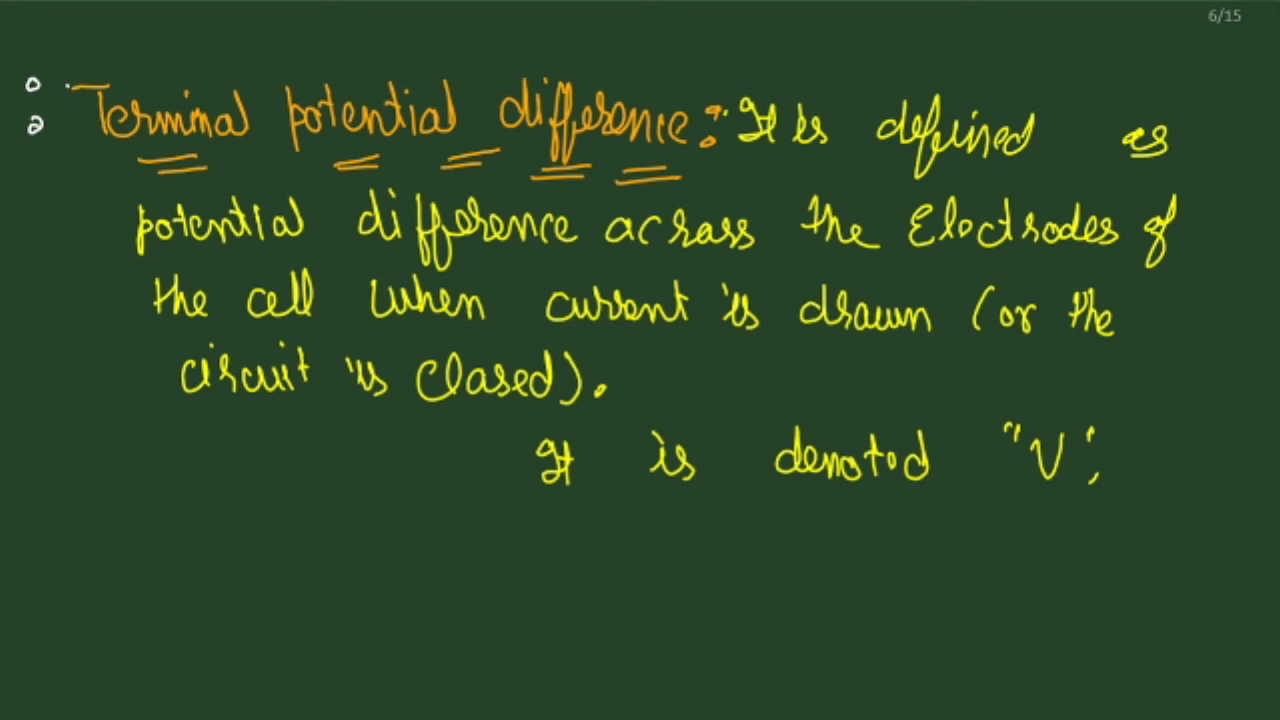 6/15
Terminal potential difference: It is defined as
potential difference across the Electrodes of
the cell when current is drawn (or the
circuit is closed).
It is denoted "V",